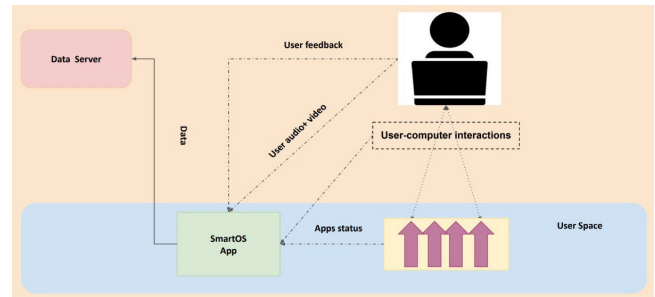 User feedback
Data Server
User audio+ video
Data
User-computer interactions
SmartOS
App
Apps status
User Space